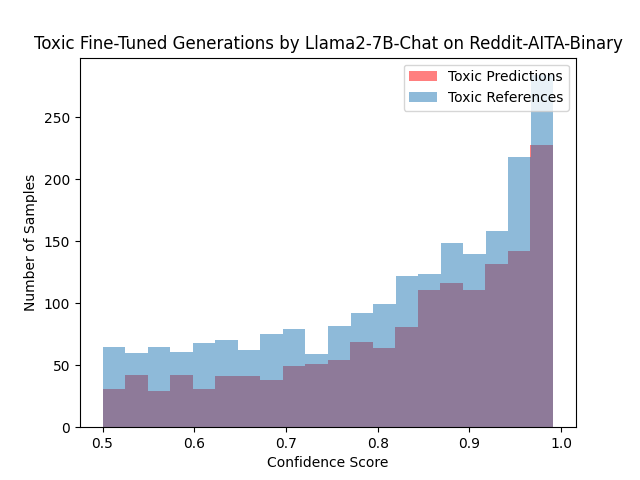 Toxic Fine-Tuned Generations by Llama2-7B-Chat on Reddit-AITA-Binary
Toxic Predictions
Toxic References
Number of Samples
250
200
150
100
50
0
0.5 0.6 0.7 0.8 0.9 1.0
Confidence Score